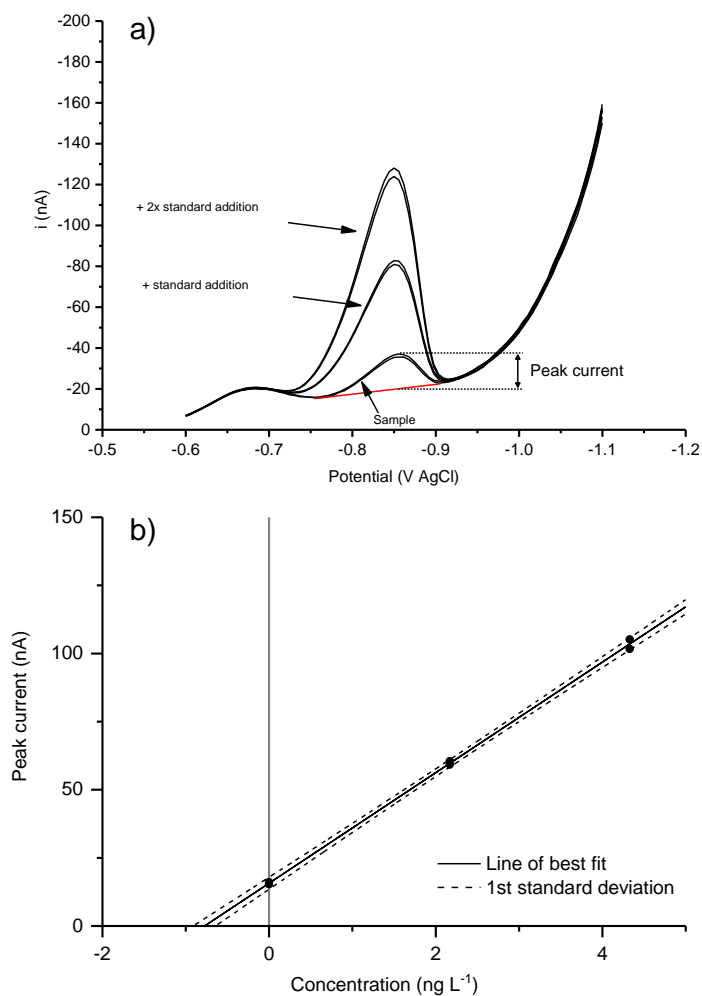 a)
-200
-180
-160
-140
-120
-100
-80
-60
-40
-20
0
i (nA)
+ 2x standard addition
+ standard addition
Peak current
Sample
-0.5
-0.6
-0.7
-0.8
-0.9
-1.0
-1.1
-1.2
Potential (V AgCl)
b)
150
100
50
0
Peak current (nA)
Line of best fit
1st standard deviation
-2
0
2
4
Concentration (ng L⁻¹)